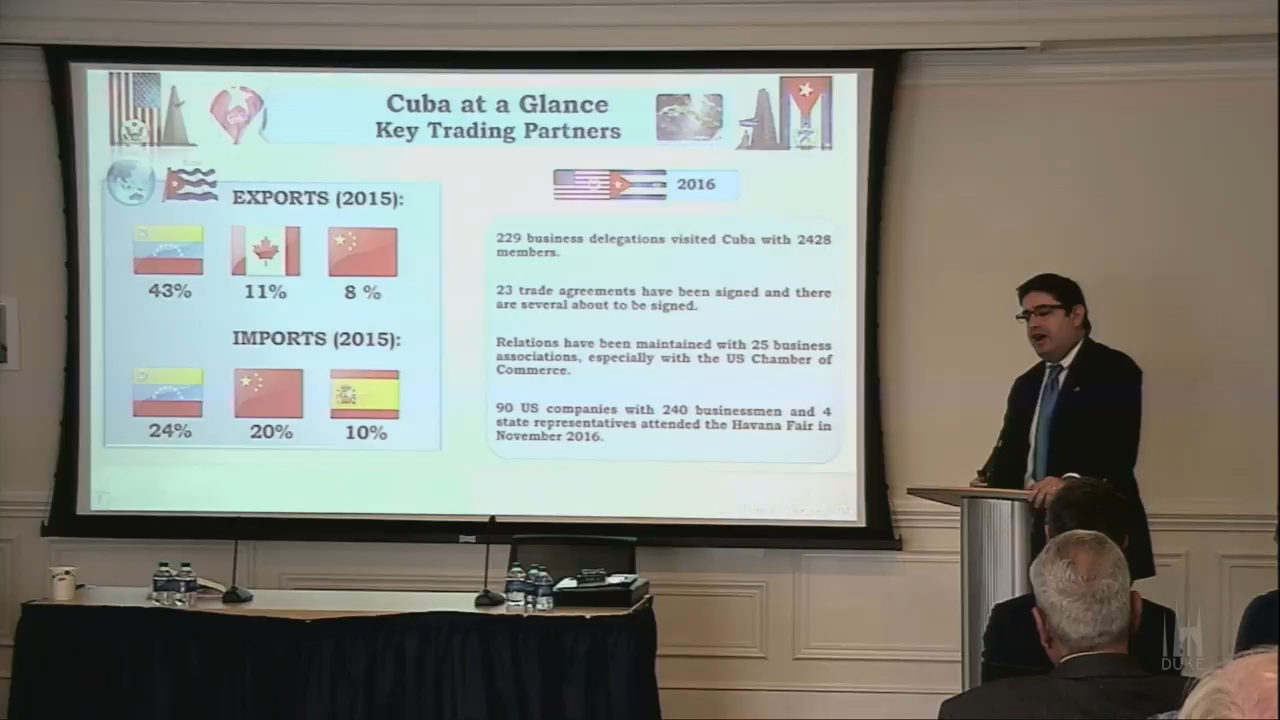 Cuba at a Glance
Key Trading Partners
EXPORTS (2015):
43%
11%
8 %
IMPORTS (2015):
24%
20%
10%
2016
229 business delegations visited Cuba with 2428
members.
23 trade agreements have been signed and there
are several about to be signed.
Relations have been maintained with 25 business
associations, especially with the US Chamber of
Commerce.
90 US companies with 240 businessmen and 4
state representatives attended the Havana Fair in
November 2016.
DUKE